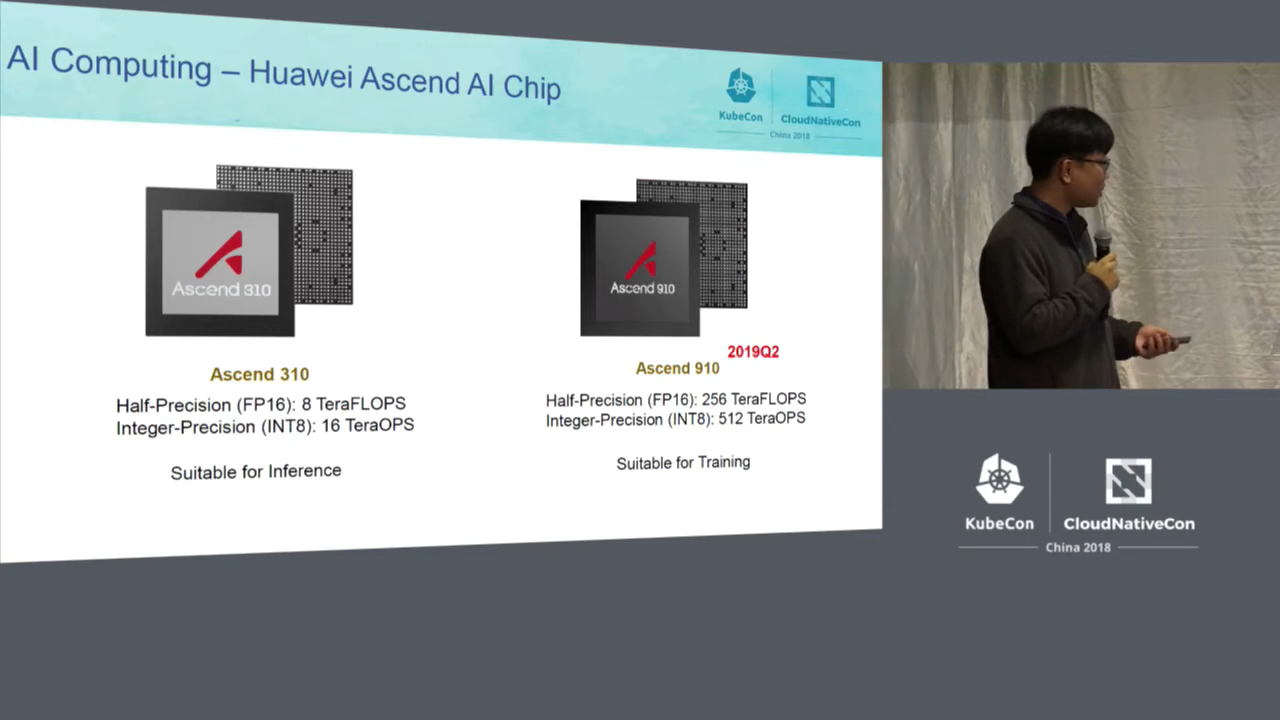 AI Computing – Huawei Ascend AI Chip
KubeCon
CloudNativeCon
China 2018
Ascend 310
Ascend 910
2019Q2
Ascend 310
Ascend 910
Half-Precision (FP16): 8 TeraFLOPS
Integer-Precision (INT8): 16 TeraOPS
Half-Precision (FP16): 256 TeraFLOPS
Integer-Precision (INT8): 512 TeraOPS
Suitable for Inference
Suitable for Training
KubeCon
CloudNativeCon
China 2018